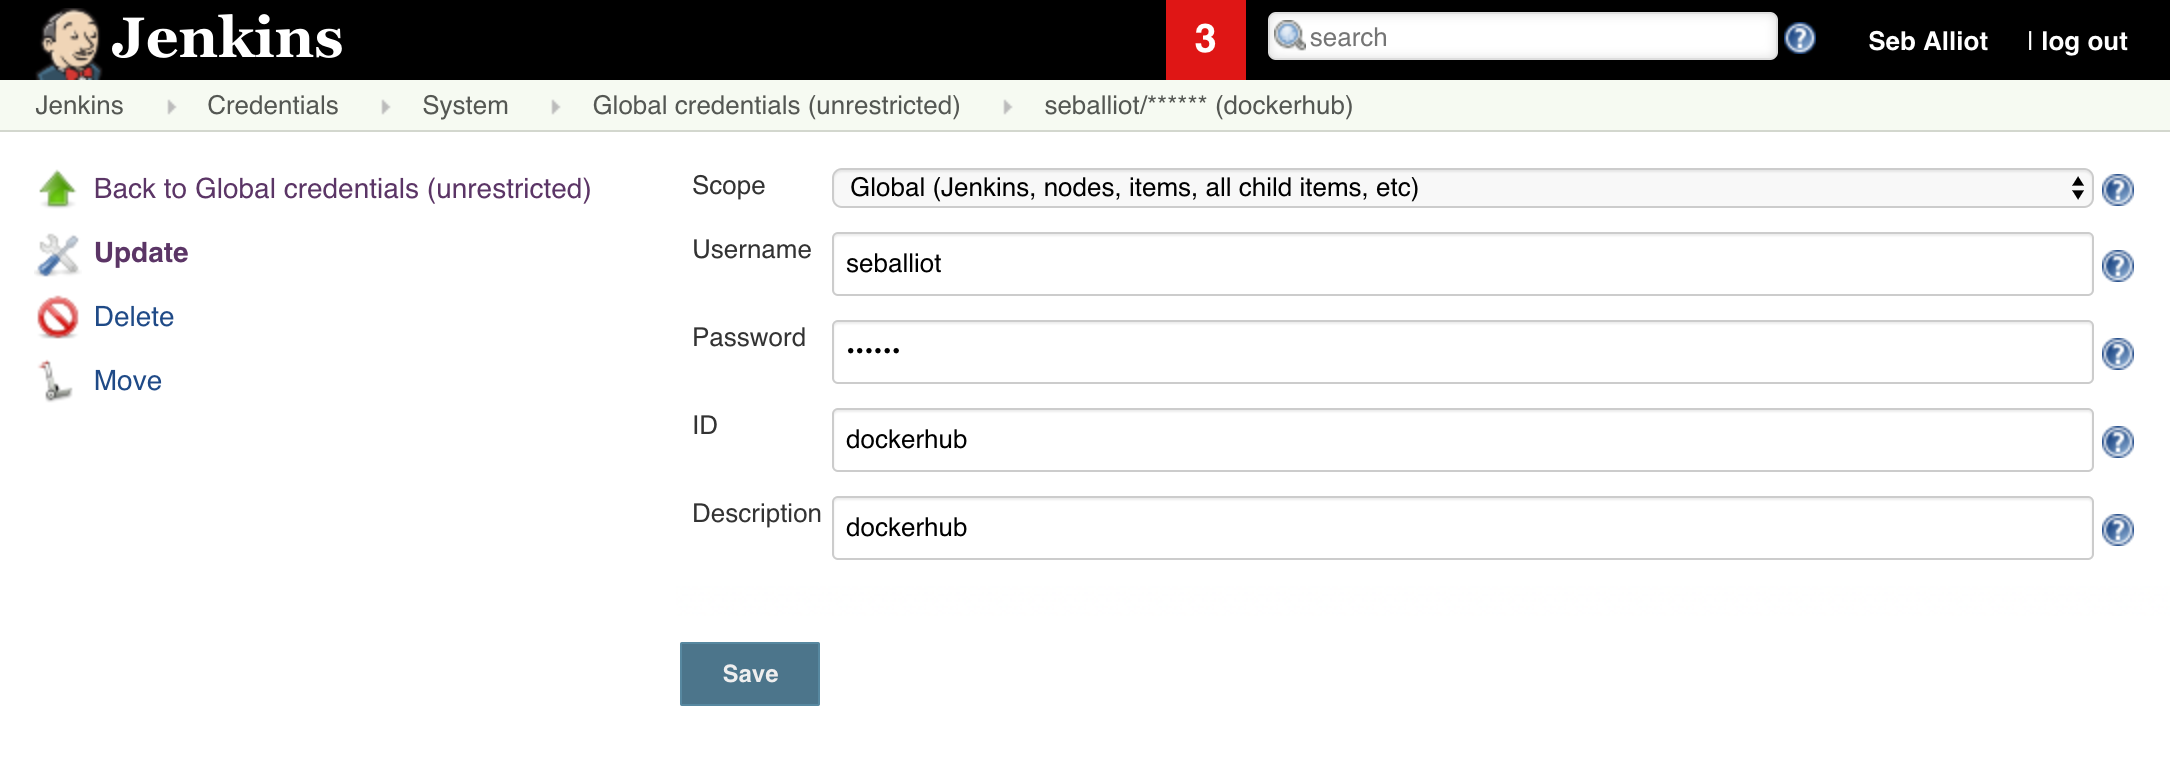 Jenkins 3 search ? Seb Alliot | log out
Jenkins Credentials System Global credentials (unrestricted) seballiot/****** (dockerhub)
Back to Global credentials (unrestricted)
Update
Delete
Move
Scope Global (Jenkins, nodes, items, all child items, etc) ?
Username seballiot ?
Password •••••• ?
ID dockerhub ?
Description dockerhub ?
Save